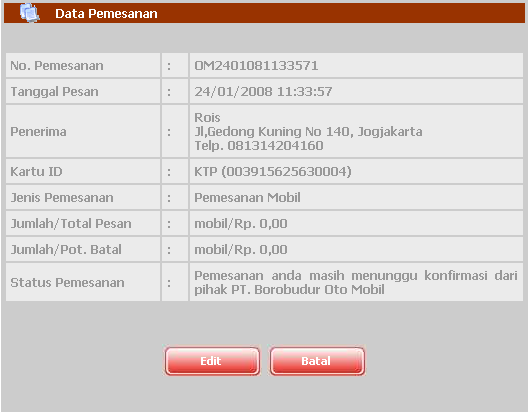 Data Pemesanan
No. Pemesanan : OM2401081133571
Tanggal Pesan : 24/01/2008 11:33:57
Penerima : Rois
Jl,Gedong Kuning No 140, Jogjakarta
Telp. 081314204160
Kartu ID : KTP (003915625630004)
Jenis Pemesanan : Pemesanan Mobil
Jumlah/Total Pesan : mobil/Rp. 0,00
Jumlah/Pot. Batal : mobil/Rp. 0,00
Status Pemesanan : Pemesanan anda masih menunggu konfirmasi dari
pihak PT. Borobudur Oto Mobil
Edit Batal